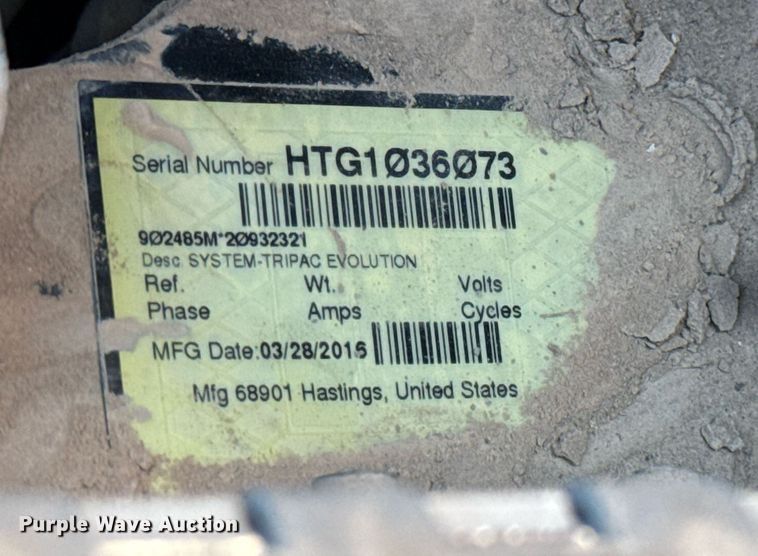 Serial Number HTG1Ø36Ø73
9Ø2485M*2Ø932321
Desc. SYSTEM-TRIPAC EVOLUTION
Ref. Wt. Volts
Phase Amps Cycles
MFG Date: 03/28/2016
Mfg 68901 Hastings, United States
Purple Wave Auction